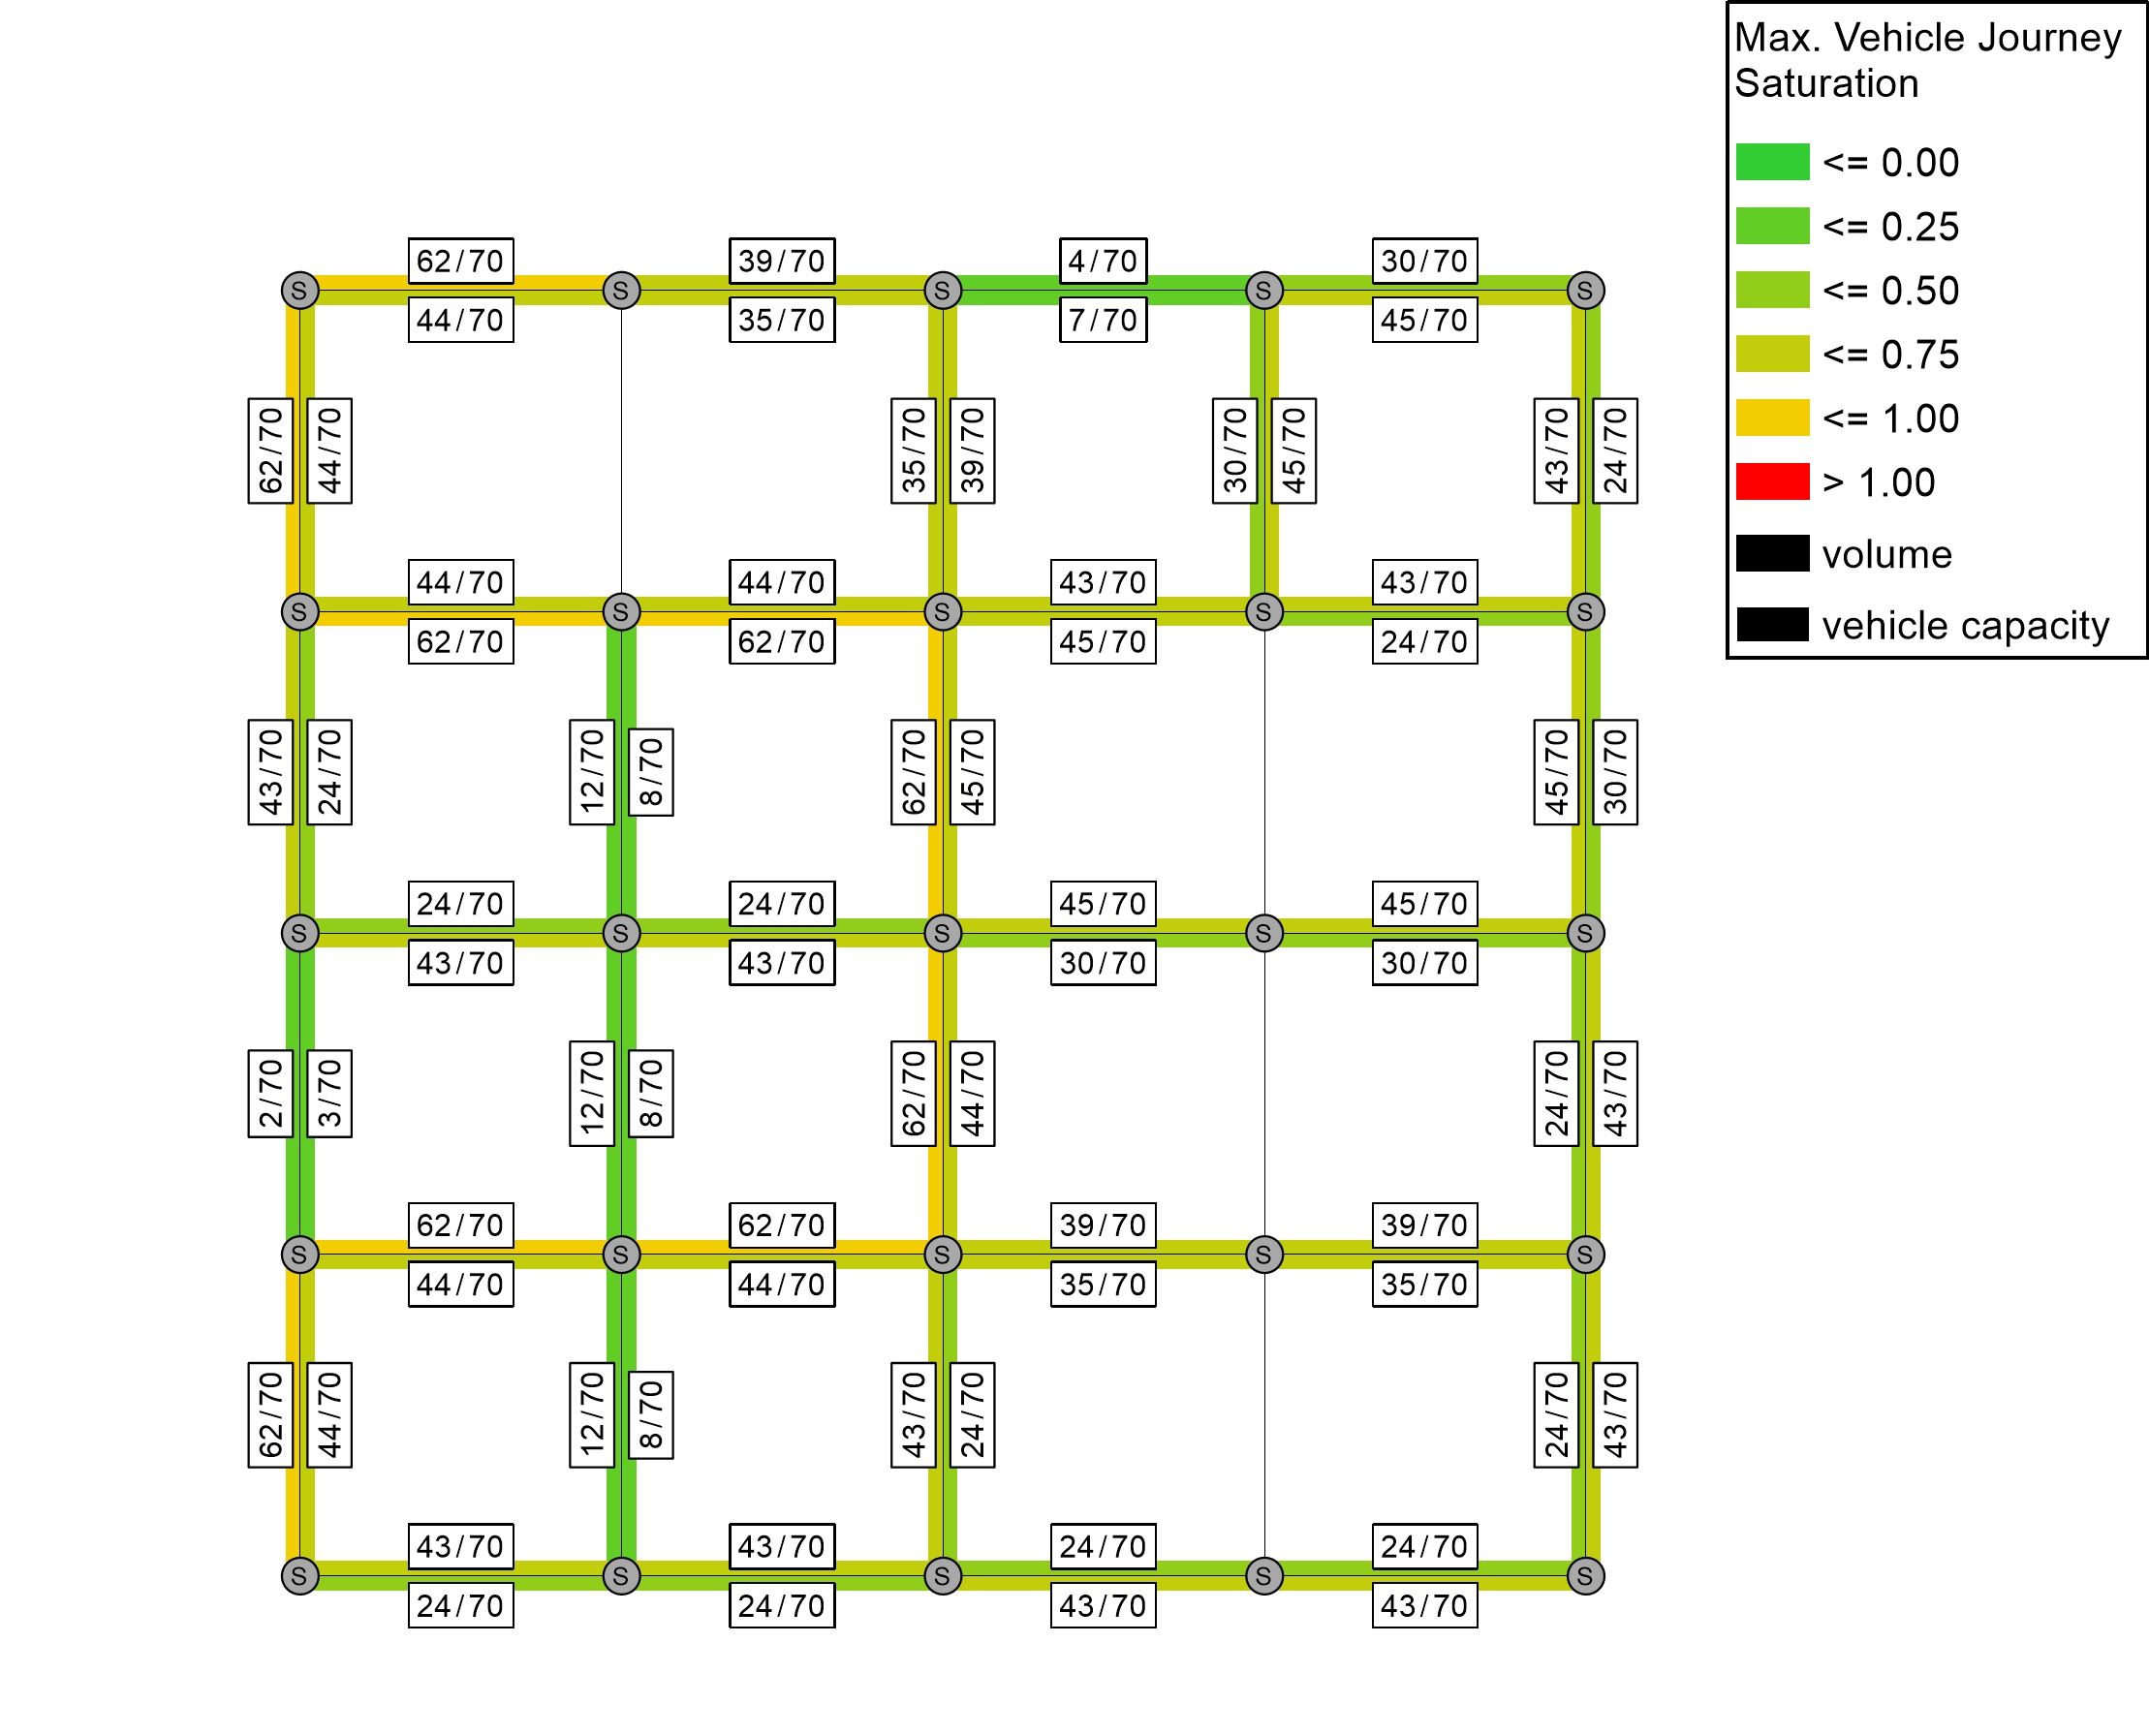 Max. Vehicle Journey
Saturation
<= 0.00
<= 0.25
<= 0.50
<= 0.75
<= 1.00
> 1.00
volume
vehicle capacity
62/70 39/70 4/70 30/70
S S S S S
44/70 35/70 7/70 45/70
62/70 44/70 35/70 39/70 30/70 45/70 43/70 24/70
44/70 44/70 43/70 43/70
S S S S S
62/70 62/70 45/70 24/70
43/70 24/70 12/70 8/70 62/70 45/70 45/70 30/70
24/70 24/70 45/70 45/70
S S S S S
43/70 43/70 30/70 30/70
2/70 3/70 12/70 8/70 62/70 44/70 24/70 43/70
62/70 62/70 39/70 39/70
S S S S S
44/70 44/70 35/70 35/70
62/70 44/70 12/70 8/70 43/70 24/70 24/70 43/70
43/70 43/70 24/70 24/70
S S S S S
24/70 24/70 43/70 43/70